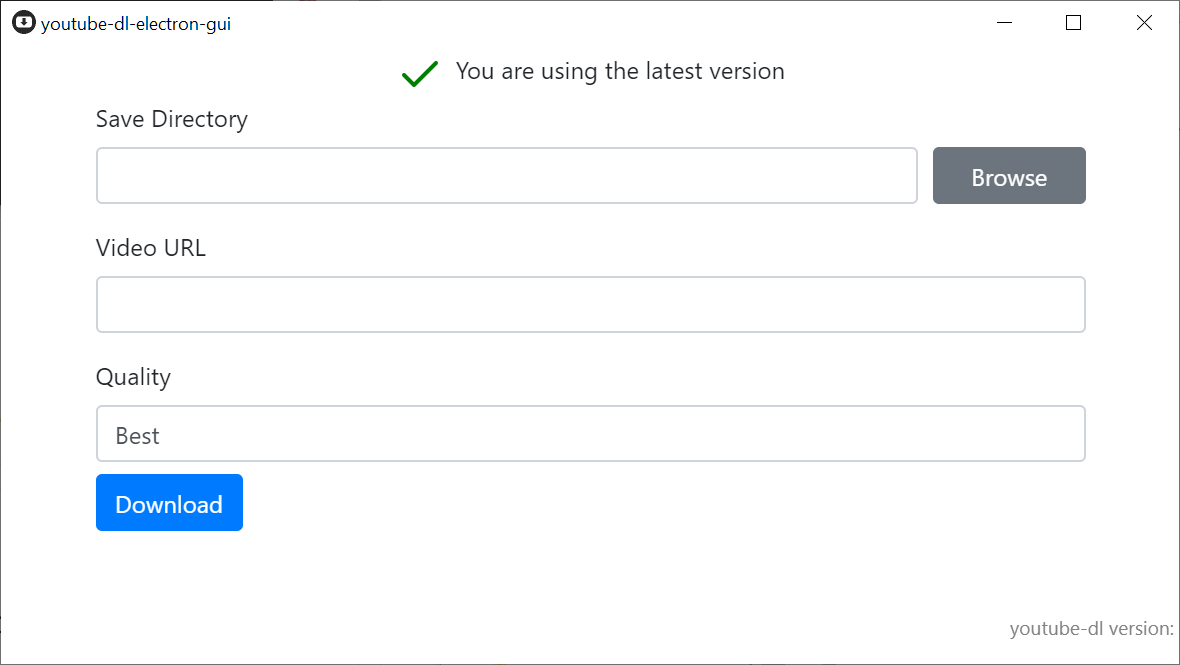 youtube-dl-electron-gui
You are using the latest version
Save Directory
Browse
Video URL
Quality
Best
Download
youtube-dl version: